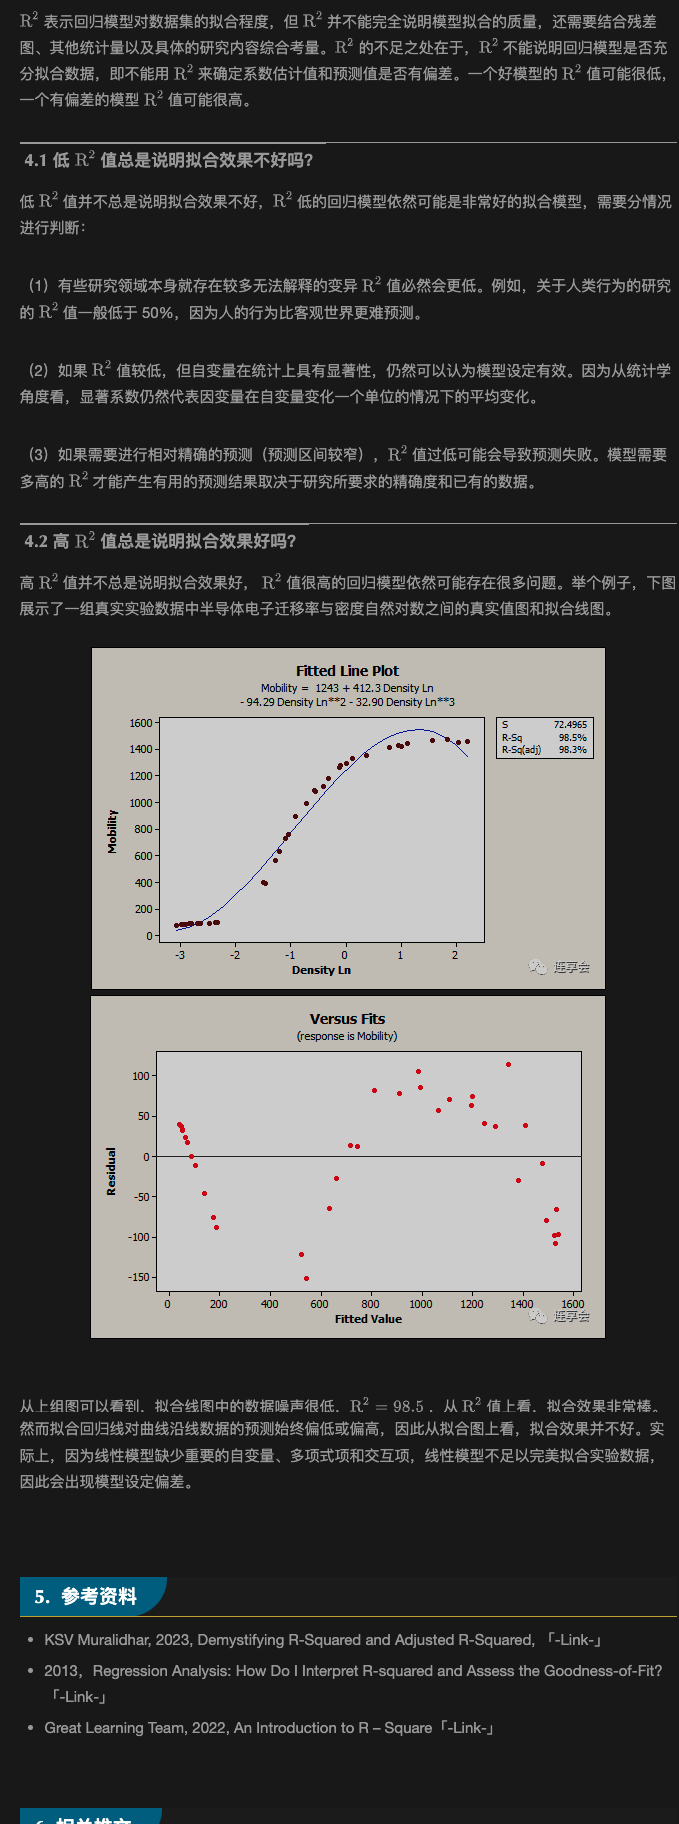 R² 表示回归模型对数据集的拟合程度，但 R² 并不能完全说明模型拟合的质量，还需要结合残差
图、其他统计量以及具体的研究内容综合考量。R² 的不足之处在于，R² 不能说明回归模型是否充
分拟合数据，即不能用 R² 来确定系数估计值和预测值是否有偏差。一个好模型的 R² 值可能很低，
一个有偏差的模型 R² 值可能很高。
4.1 低 R² 值总是说明拟合效果不好吗？
低 R² 值并不总是说明拟合效果不好，R² 低的回归模型依然可能是非常好的拟合模型，需要分情况
进行判断：
（1）有些研究领域本身就存在较多无法解释的变异 R² 值必然会更低。例如，关于人类行为的研究
的 R² 值一般低于 50%，因为人的行为比客观世界更难预测。
（2）如果 R² 值较低，但自变量在统计上具有显著性，仍然可以认为模型设定有效。因为从统计学
角度看，显著系数仍然代表因变量在自变量变化一个单位的情况下的平均变化。
（3）如果需要进行相对精确的预测（预测区间较窄），R² 值过低可能会导致预测失败。模型需要
多高的 R² 才能产生有用的预测结果取决于研究所要求的精确度和已有的数据。
4.2 高 R² 值总是说明拟合效果好吗？
高 R² 值并不总是说明拟合效果好， R² 值很高的回归模型依然可能存在很多问题。举个例子，下图
展示了一组真实实验数据中半导体电子迁移率与密度自然对数之间的真实值图和拟合线图。
Fitted Line Plot
Mobility = 1243 + 412.3 Density Ln
- 94.29 Density Ln**2 - 32.90 Density Ln**3
S 72.4965
R-Sq 98.5%
R-Sq(adj) 98.3%
1600
1400
1200
1000
800
600
400
200
0
Mobility
-3 -2 -1 0 1 2
Density Ln
连享会
Versus Fits
(response is Mobility)
100
50
0
-50
-100
-150
Residual
0 200 400 600 800 1000 1200 1400 1600
Fitted Value
连享会
从上组图可以看到，拟合线图中的数据噪声很低，R² = 98.5 ，从 R² 值上看，拟合效果非常棒。
然而拟合回归线对曲线沿线数据的预测始终偏低或偏高，因此从拟合图上看，拟合效果并不好。实
际上，因为线性模型缺少重要的自变量、多项式项和交互项，线性模型不足以完美拟合实验数据，
因此会出现模型设定偏差。
5. 参考资料
• KSV Muralidhar, 2023, Demystifying R-Squared and Adjusted R-Squared, 「-Link-」
• 2013，Regression Analysis: How Do I Interpret R-squared and Assess the Goodness-of-Fit?
「-Link-」
• Great Learning Team, 2022, An Introduction to R – Square「-Link-」
6. 相关推文